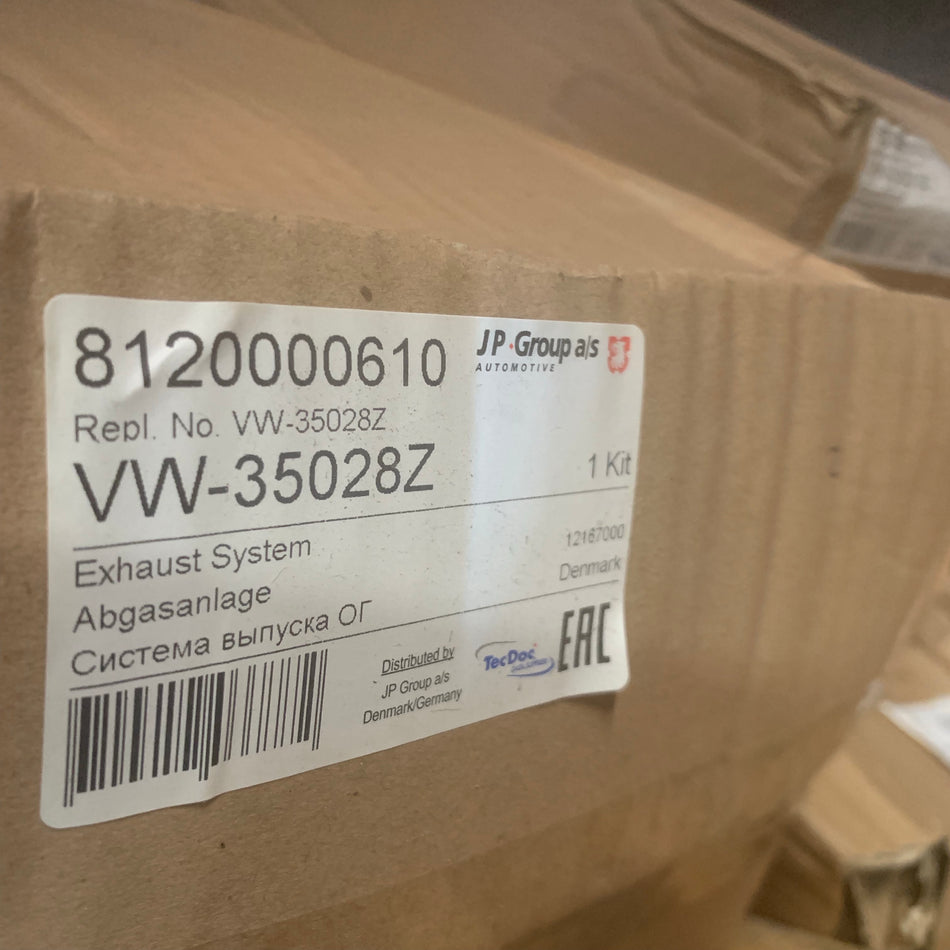 8120000610
JP Group a/s
AUTOMOTIVE
Repl. No. VW-35028Z
VW-35028Z
1 Kit
Exhaust System
12167000
Abgasanlage
Denmark
Система выпуска ОГ
Distributed by
JP Group a/s
Denmark/Germany
TecDoc
EAC